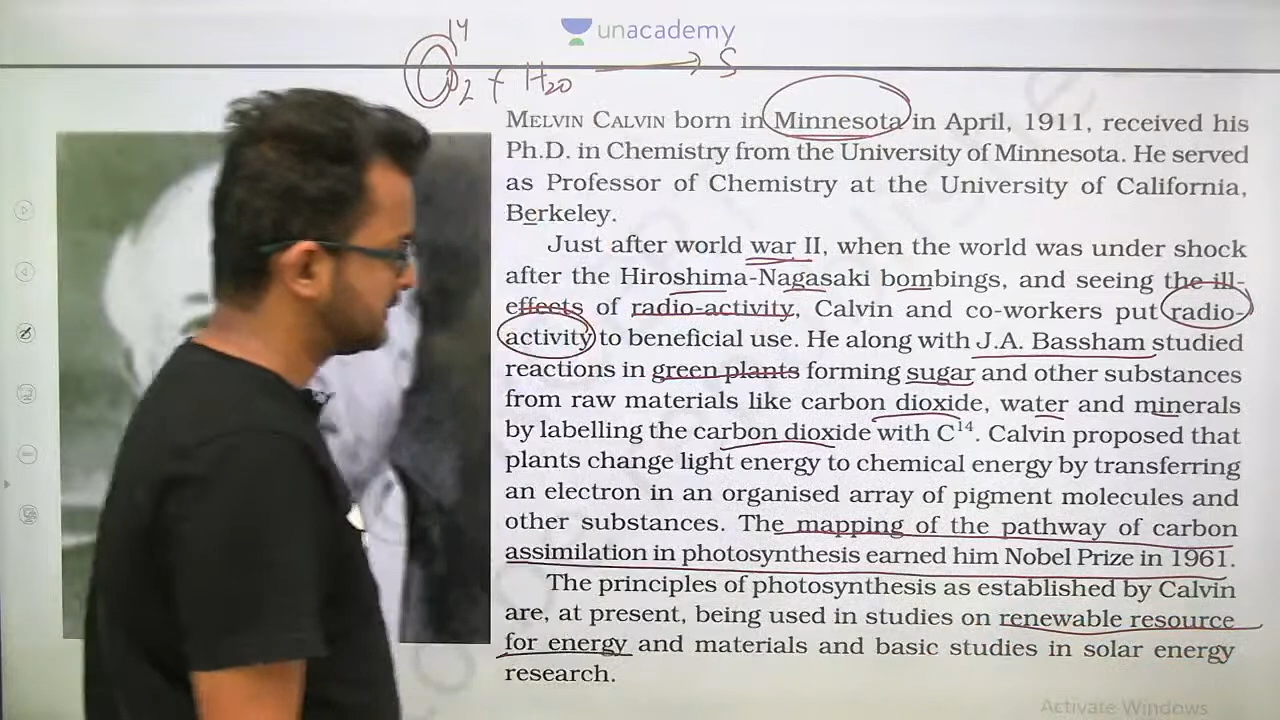 14
unacademy
O₂ + H₂O → S
MELVIN CALVIN born in Minnesota in April, 1911, received his
Ph.D. in Chemistry from the University of Minnesota. He served
as Professor of Chemistry at the University of California,
Berkeley.
Just after world war II, when the world was under shock
after the Hiroshima-Nagasaki bombings, and seeing the ill-
effects of radio-activity, Calvin and co-workers put radio-
activity to beneficial use. He along with J.A. Bassham studied
reactions in green plants forming sugar and other substances
from raw materials like carbon dioxide, water and minerals
by labelling the carbon dioxide with C¹⁴. Calvin proposed that
plants change light energy to chemical energy by transferring
an electron in an organised array of pigment molecules and
other substances. The mapping of the pathway of carbon
assimilation in photosynthesis earned him Nobel Prize in 1961.
The principles of photosynthesis as established by Calvin
are, at present, being used in studies on renewable resource
for energy and materials and basic studies in solar energy
research.
Activate Windows